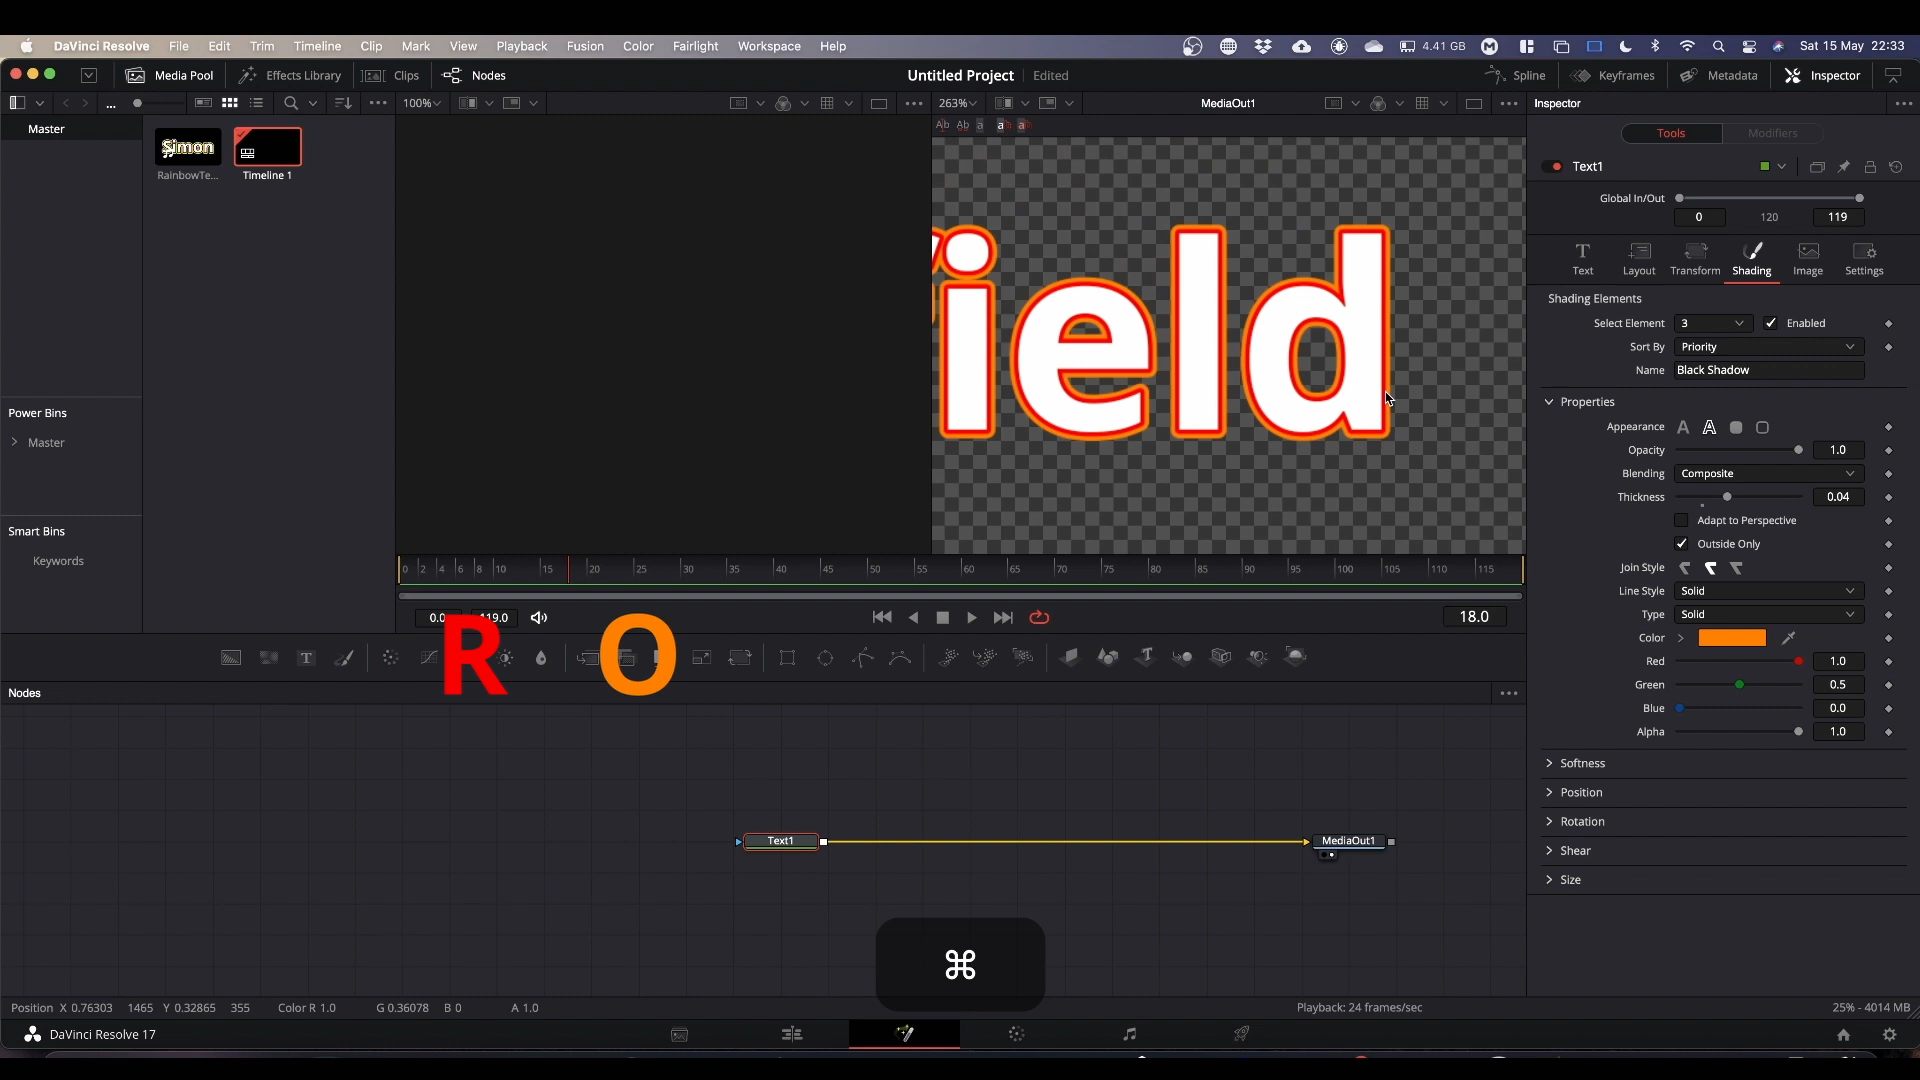 DaVinci Resolve File Edit Trim Timeline Clip Mark View Playback Fusion Color Fairlight Workspace Help 4.41 GB Sat 15 May 22:33
Media Pool Effects Library Clips Nodes Untitled Project Edited Spline Keyframes Metadata Inspector
... 100% ... 263% MediaOut1 ... Inspector ...
Master
Simon
RainbowTe...
Timeline 1
Power Bins
Master
Smart Bins
Keywords
Ab Ab a a a
ield
Tools Modifiers
Text1
Global In/Out
0 120 119
Text Layout Transform Shading Image Settings
Shading Elements
Select Element 3 Enabled
Sort By Priority
Name Black Shadow
Properties
Appearance A A
Opacity 1.0
Blending Composite
Thickness 0.04
Adapt to Perspective
Outside Only
Join Style
Line Style Solid
Type Solid
Color
Red 1.0
Green 0.5
Blue 0.0
Alpha 1.0
Softness
Position
Rotation
Shear
Size
0 2 4 6 8 10 15 20 25 30 35 40 45 50 55 60 65 70 75 80 85 90 95 100 105 110 115
18.0
R O
T
Nodes ...
Text1 MediaOut1
⌘
Position X 0.76303 1465 Y 0.32865 355 Color R 1.0 G 0.36078 B 0 A 1.0 Playback: 24 frames/sec 25% - 4014 MB
DaVinci Resolve 17